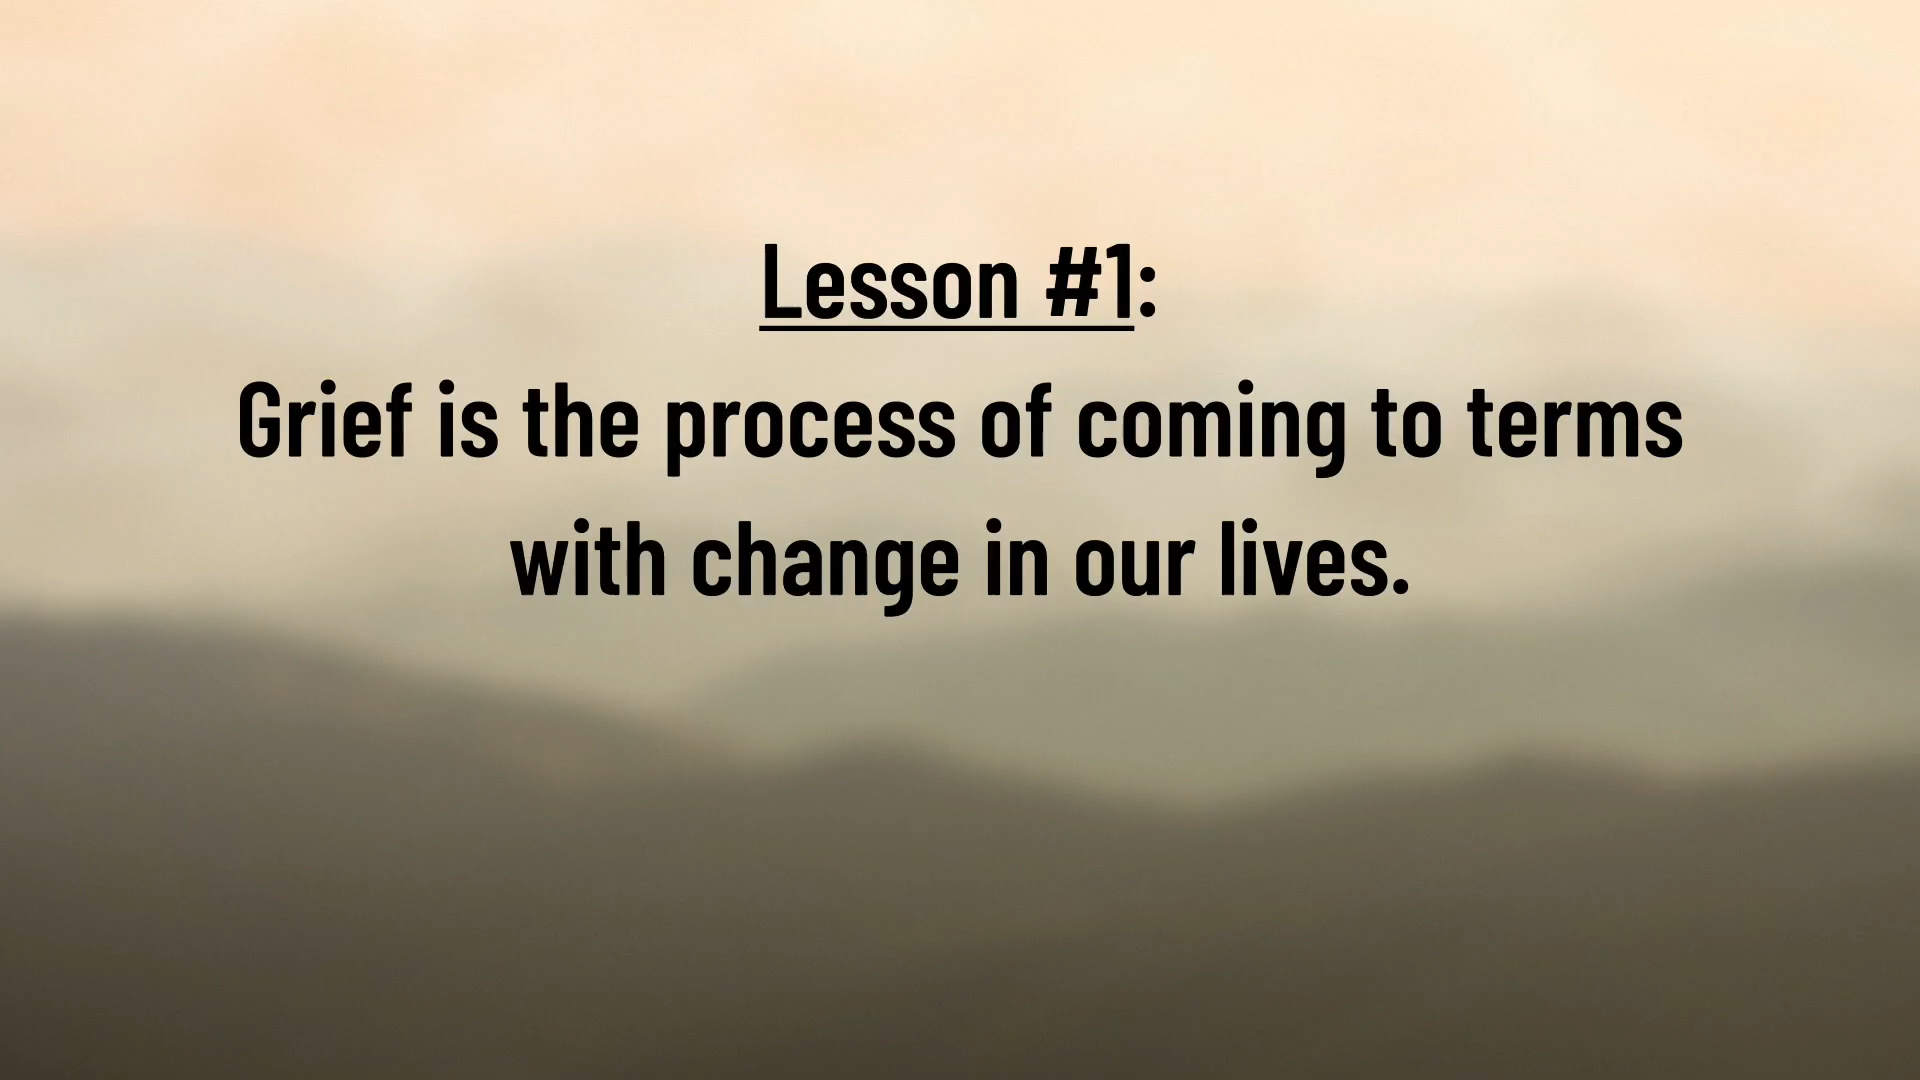 Lesson #1:
Grief is the process of coming to terms
with change in our lives.